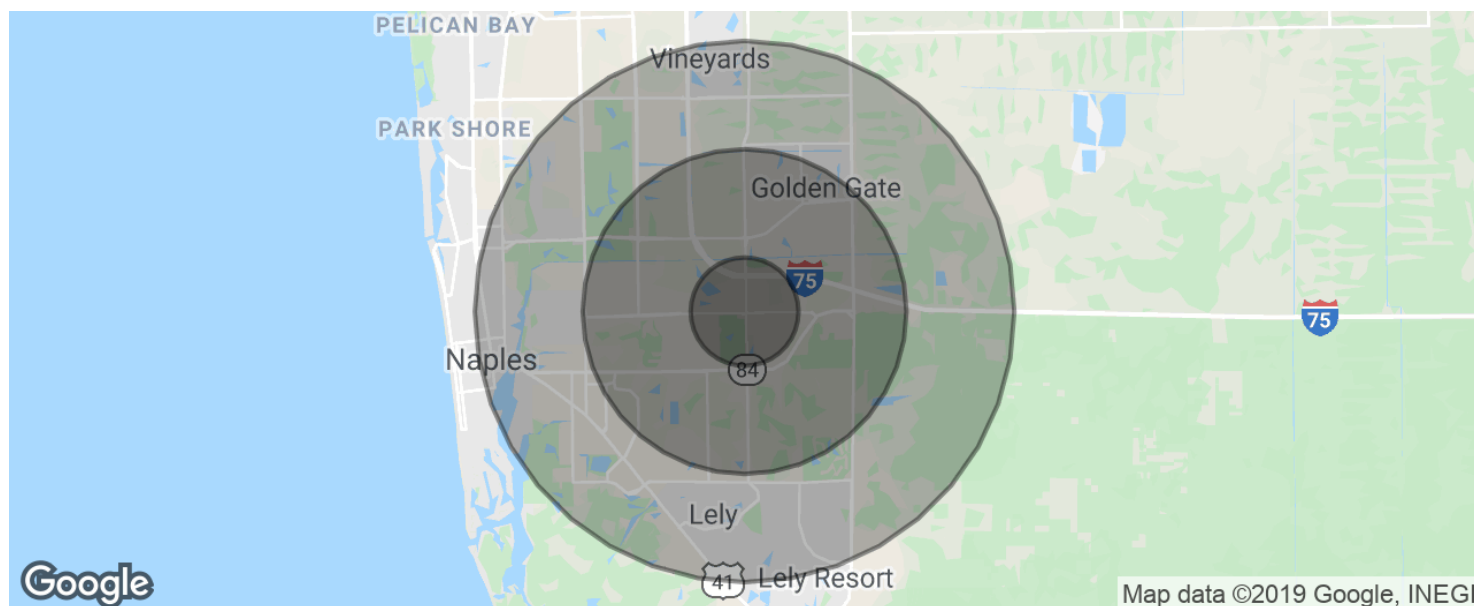 PELICAN BAY
Vineyards
PARK SHORE
Golden Gate
75
75
Naples
84
Lely
41
Lely Resort
Google
Map data ©2019 Google, INEGI